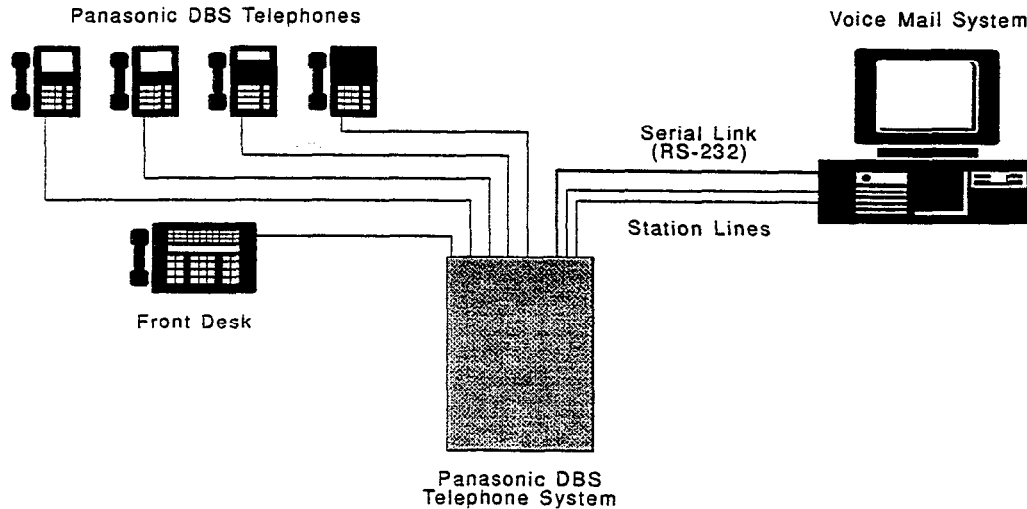 Panasonic DBS Telephones
Voice Mail System
Serial Link
(RS-232)
Station Lines
Front Desk
Panasonic DBS
Telephone System